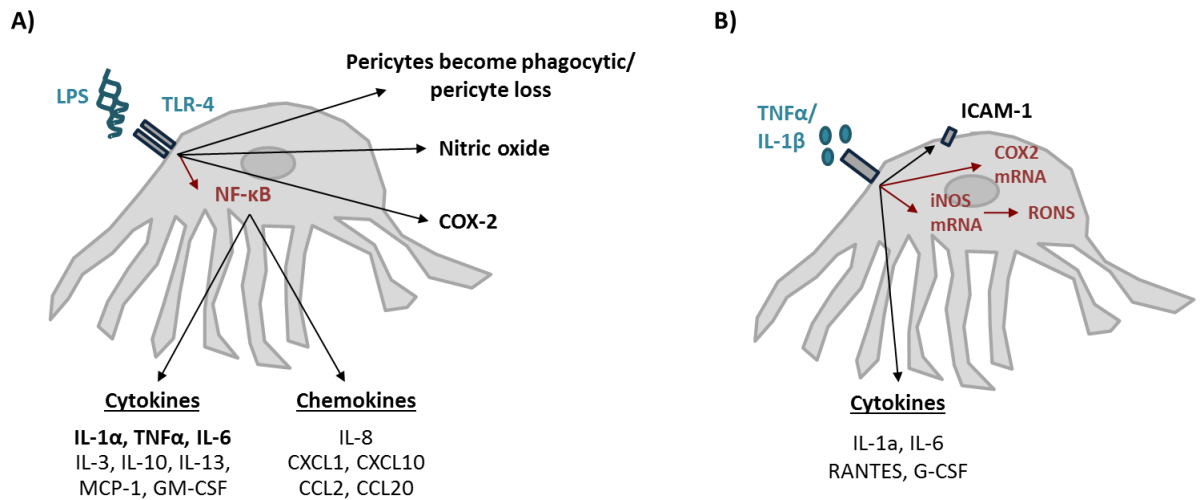 A)
LPS
TLR-4
Pericytes become phagocytic/
pericyte loss
Nitric oxide
NF-κB
COX-2
Cytokines
IL-1α, TNFα, IL-6
IL-3, IL-10, IL-13,
MCP-1, GM-CSF
Chemokines
IL-8
CXCL1, CXCL10
CCL2, CCL20
B)
TNFα/
IL-1β
ICAM-1
COX2
mRNA
iNOS
mRNA
RONS
Cytokines
IL-1a, IL-6
RANTES, G-CSF